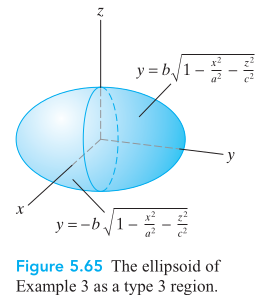 z
y = b√1 − x²/a² − z²/c²
y
x
y = −b√1 − x²/a² − z²/c²
Figure 5.65 The ellipsoid of
Example 3 as a type 3 region.